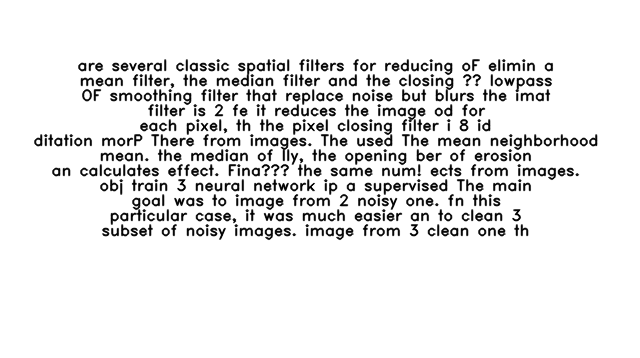 are several classic spatial filters for reducing oF elimin a
mean filter, the median filter and the closing ?? lowpass
OF smoothing filter that replace noise but blurs the imat
filter is 2 fe it reduces the image od for
each pixel, th the pixel closing filter i 8 id
ditation morP There from images. The used The mean neighborhood
mean. the median of lly, the opening ber of erosion
an calculates effect. Fina??? the same num! ects from images.
obj train 3 neural network ip a supervised The main
goal was to image from 2 noisy one. fn this
particular case, it was much easier an to clean 3
subset of noisy images. image from 3 clean one th